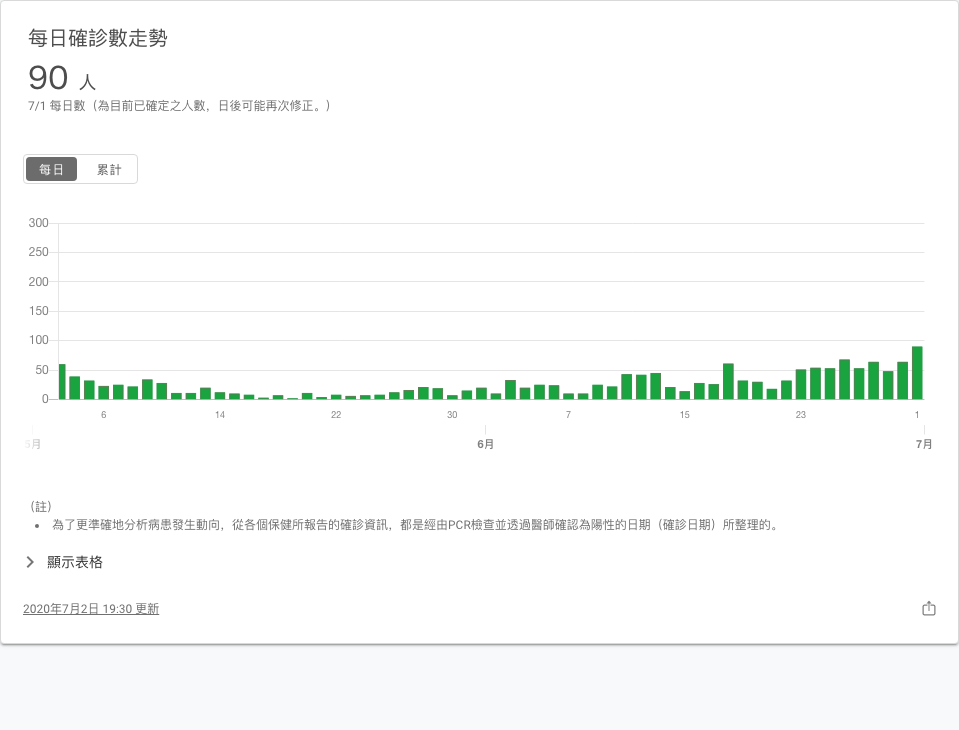 每日確診數走勢
90 人
7/1 每日數（為目前已確定之人數，日後可能再次修正。）
每日 累計
300
250
200
150
100
50
0
6 14 22 30 7 15 23 1
5月 6月 7月
（註）
• 為了更準確地分析病患發生動向，從各個保健所報告的確診資訊，都是經由PCR檢查並透過醫師確認為陽性的日期（確診日期）所整理的。
顯示表格
2020年7月2日 19:30 更新